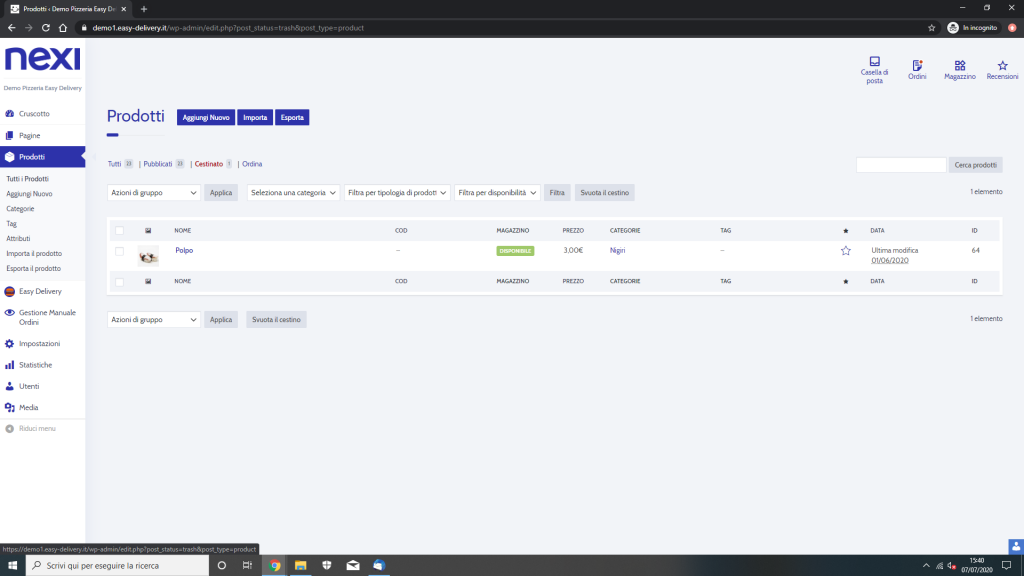 Prodotti ‹ Demo Pizzeria Easy D
demo1.easy-delivery.it/wp-admin/edit.php?post_status=trash&post_type=product
In incognito
nexi
Demo Pizzeria Easy Delivery
Cruscotto
Pagine
Prodotti
Tutti i Prodotti
Aggiungi Nuovo
Categorie
Tag
Attributi
Importa il prodotto
Esporta il prodotto
Easy Delivery
Gestione Manuale
Ordini
Impostazioni
Statistiche
Utenti
Media
Riduci menu
Casella di
posta
Ordini
Magazzino
Recensioni
Prodotti
Aggiungi Nuovo
Importa
Esporta
Tutti 23 | Pubblicati 23 | Cestinato 1 | Ordina
Cerca prodotti
Azioni di gruppo
Applica
Seleziona una categoria
Filtra per tipologia di prodott
Filtra per disponibilità
Filtra
Svuota il cestino
1 elemento
NOME COD MAGAZZINO PREZZO CATEGORIE TAG DATA ID
Polpo – DISPONIBILE 3,00€ Nigiri – Ultima modifica 64
01/06/2020
NOME COD MAGAZZINO PREZZO CATEGORIE TAG DATA ID
Azioni di gruppo
Applica
Svuota il cestino
1 elemento
https://demo1.easy-delivery.it/wp-admin/edit.php?post_status=trash&post_type=product
Scrivi qui per eseguire la ricerca
15:40
07/07/2020